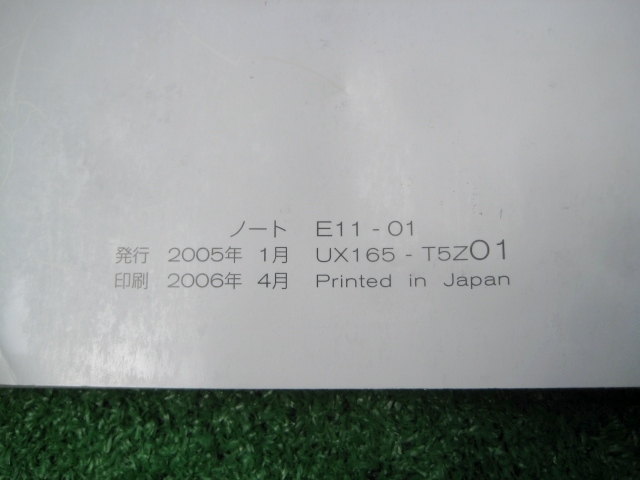 ノート E11-01
発行 2005年 1月 UX165-T5Z01
印刷 2006年 4月 Printed in Japan